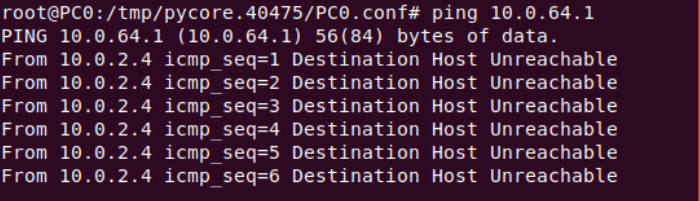 root@PC0:/tmp/pycore.40475/PC0.conf# ping 10.0.64.1
PING 10.0.64.1 (10.0.64.1) 56(84) bytes of data.
From 10.0.2.4 icmp_seq=1 Destination Host Unreachable
From 10.0.2.4 icmp_seq=2 Destination Host Unreachable
From 10.0.2.4 icmp_seq=3 Destination Host Unreachable
From 10.0.2.4 icmp_seq=4 Destination Host Unreachable
From 10.0.2.4 icmp_seq=5 Destination Host Unreachable
From 10.0.2.4 icmp_seq=6 Destination Host Unreachable